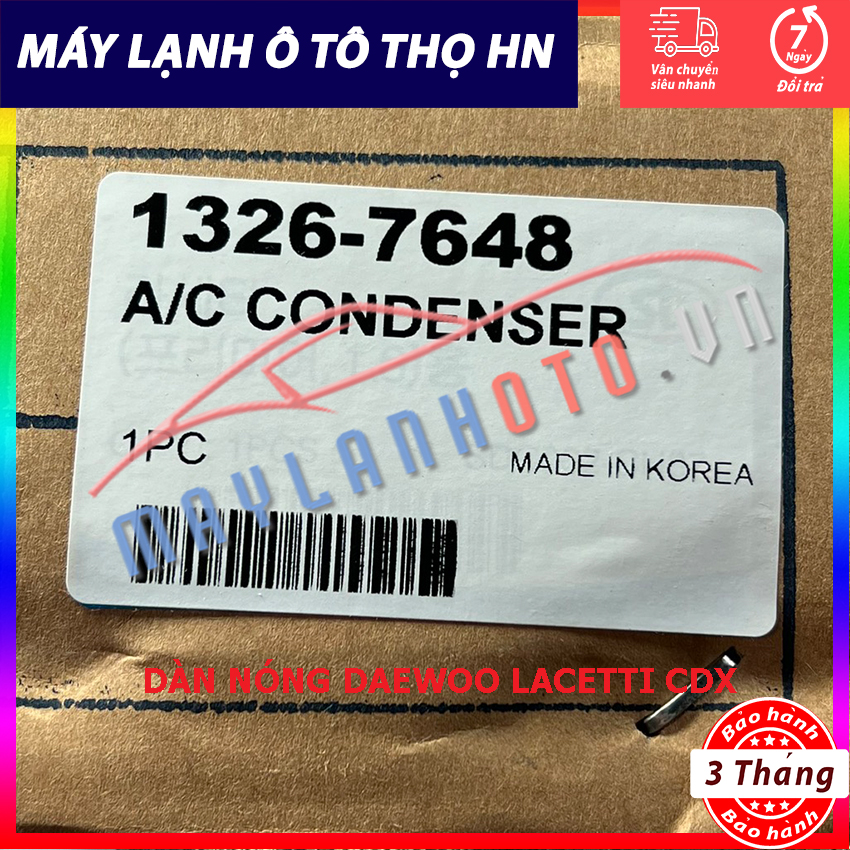 MÁY LẠNH Ô TÔ THỌ HN
Vân chuyển
siêu nhanh
7
Ngày
Đổi trả
1326-7648
A/C CONDENSER
MAYLANHOTO.VN
1PC
MADE IN KOREA
DÀN NÓNG DAEWOO LACETTI CDX
Bảo hành
3 Tháng
Bảo hành